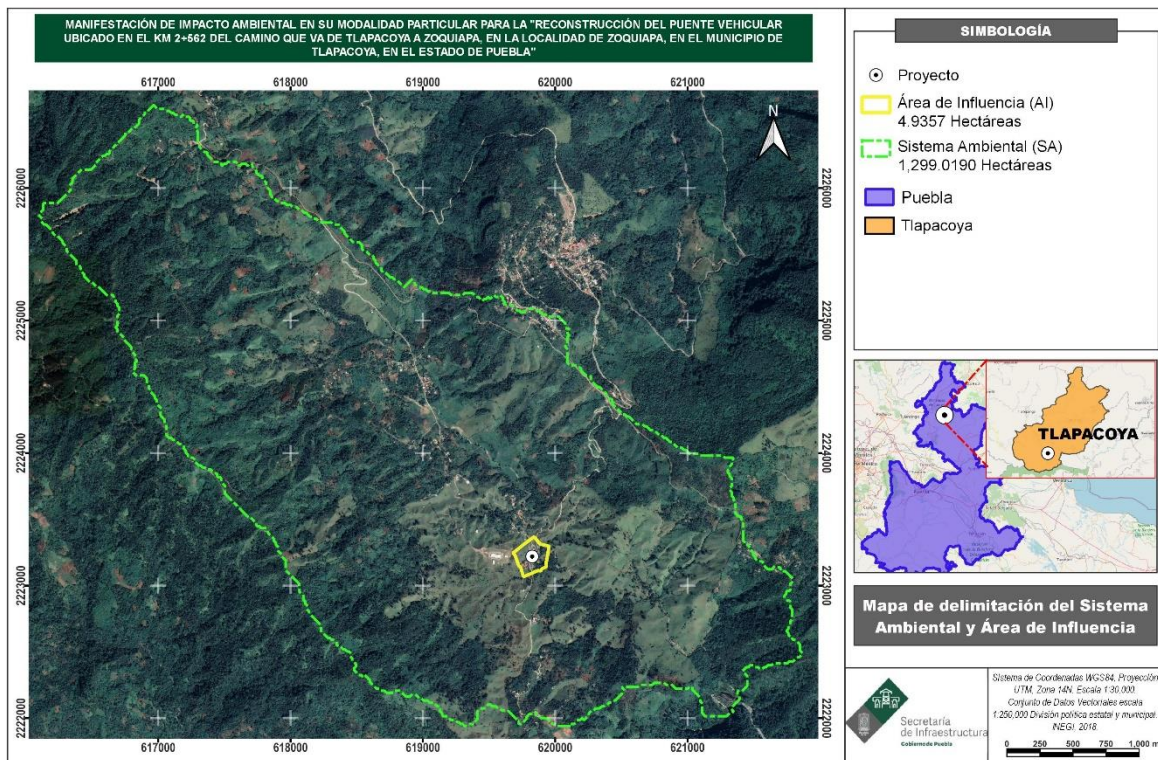 MANIFESTACIÓN DE IMPACTO AMBIENTAL EN SU MODALIDAD PARTICULAR PARA LA "RECONSTRUCCIÓN DEL PUENTE VEHICULAR
UBICADO EN EL KM 2+562 DEL CAMINO QUE VA DE TLAPACOYA A ZOQUIAPA, EN LA LOCALIDAD DE ZOQUIAPA, EN EL MUNICIPIO DE
TLAPACOYA, EN EL ESTADO DE PUEBLA"
617000 618000 619000 620000 621000
N
2226000 2226000
2225000 2225000
2224000 2224000
2223000 2223000
2222000 2222000
617000 618000 619000 620000 621000
SIMBOLOGÍA
Proyecto
Área de Influencia (AI)
4.9357 Hectáreas
Sistema Ambiental (SA)
1,299.0190 Hectáreas
Puebla
Tlapacoya
TLAPACOYA
Mapa de delimitación del Sistema
Ambiental y Área de Influencia
Secretaría
de Infraestructura
Gobierno de Puebla
Sistema de Coordenadas WGS84, Proyección
UTM, Zona 14N. Escala 1:30,000.
Conjunto de Datos Vectoriales escala
1:250,000 División política estatal y municipal.
INEGI, 2018.
0 250 500 750 1,000 m